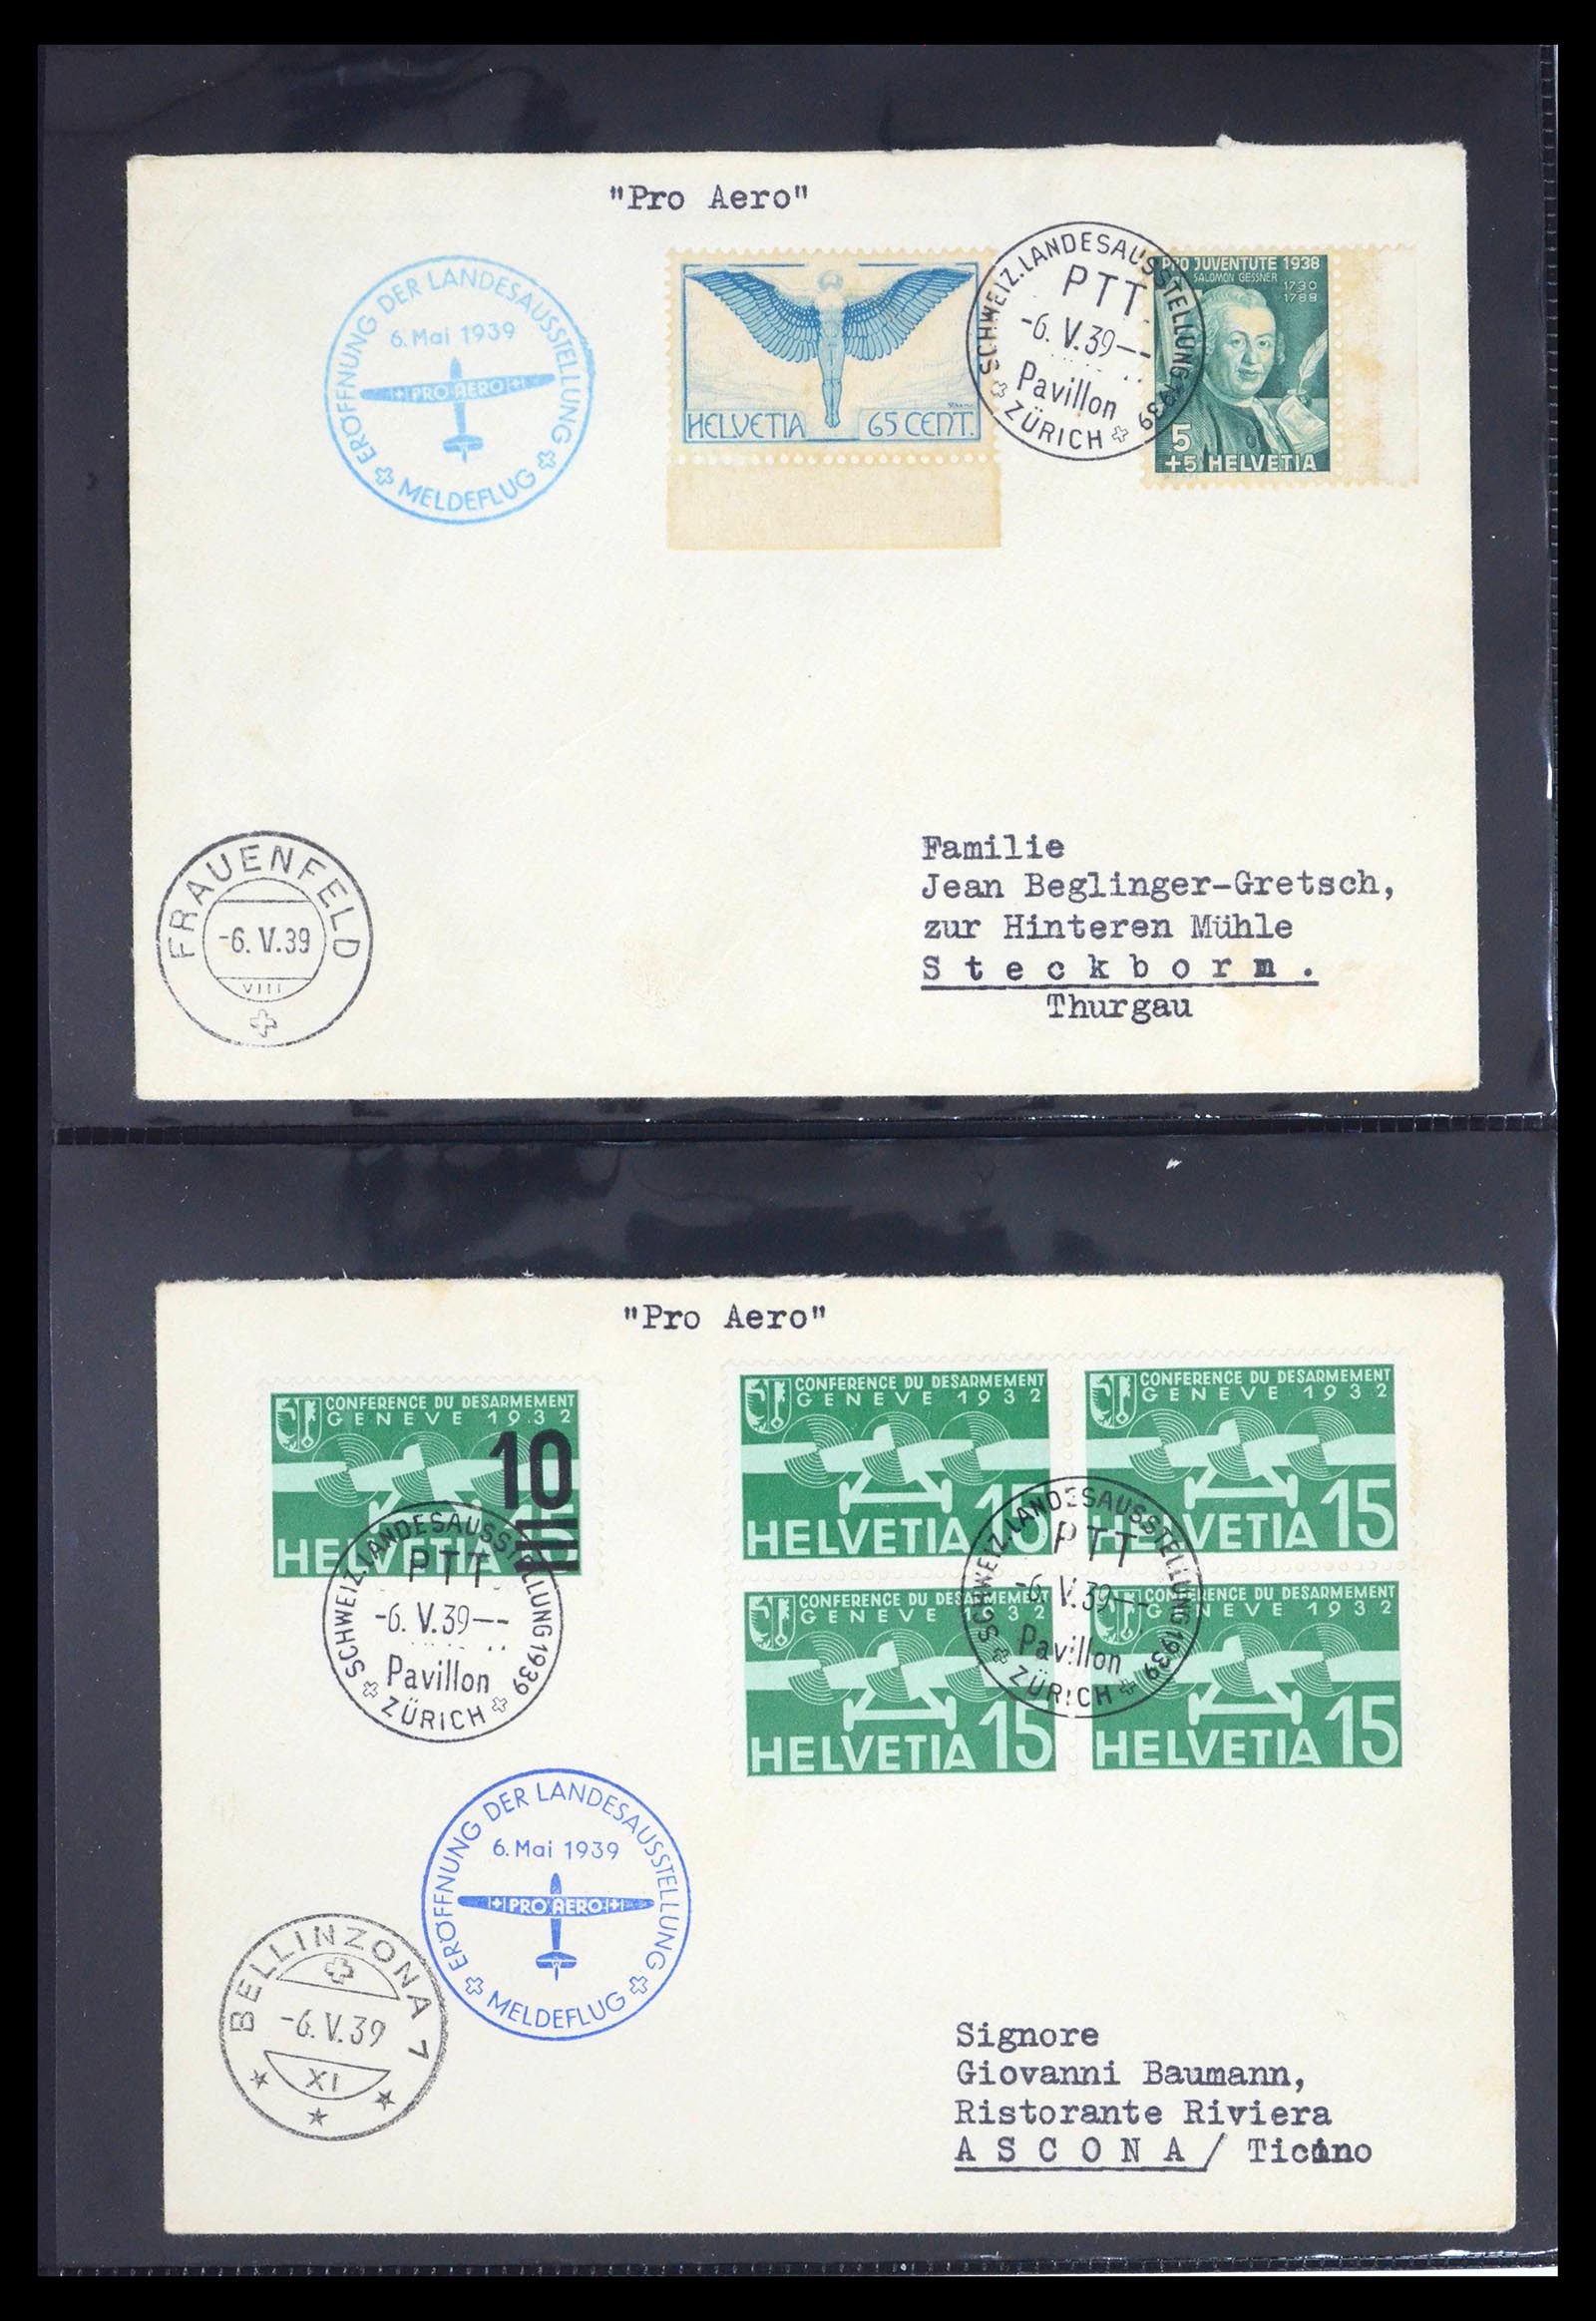 "Pro Aero"
ERÖFFNUNG DER LANDESAUSSTELLUNG
6. Mai 1939
PRO AERO
MELDEFLUG
HELVETIA 65 CENT.
SCHWEIZ. LANDESAUSSTELLUNG 1939
PTT
-6. V. 39--
Pavillon
ZÜRICH
PRO JUVENTUTE 1938
SALOMON GESSNER
1730
1788
5
+5 HELVETIA
FRAUENFELD
-6. V. 39
VIII
Familie
Jean Beglinger-Gretsch,
zur Hinteren Mühle
Steckborn.
Thurgau
"Pro Aero"
CONFERENCE DU DESARMEMENT
GENEVE 1932
10
HELVETIA
SCHWEIZ. LANDESAUSSTELLUNG 1939
PTT
-6. V. 39--
Pavillon
ZÜRICH
CONFERENCE DU DESARMEMENT
GENEVE 1932
HELVETIA 15
CONFERENCE DU DESARMEMENT
GENEVE 1932
HELVETIA 15
CONFERENCE DU DESARMEMENT
GENEVE 1932
HELVETIA 15
CONFERENCE DU DESARMEMENT
GENEVE 1932
HELVETIA 15
SCHWEIZ. LANDESAUSSTELLUNG 1939
PTT
-6. V. 39--
Pavillon
ZÜRICH
ERÖFFNUNG DER LANDESAUSSTELLUNG
6. Mai 1939
PRO AERO
MELDEFLUG
BELLINZONA 1
-6. V. 39
XI
Signore
Giovanni Baumann,
Ristorante Riviera
ASCONA/ Ticino